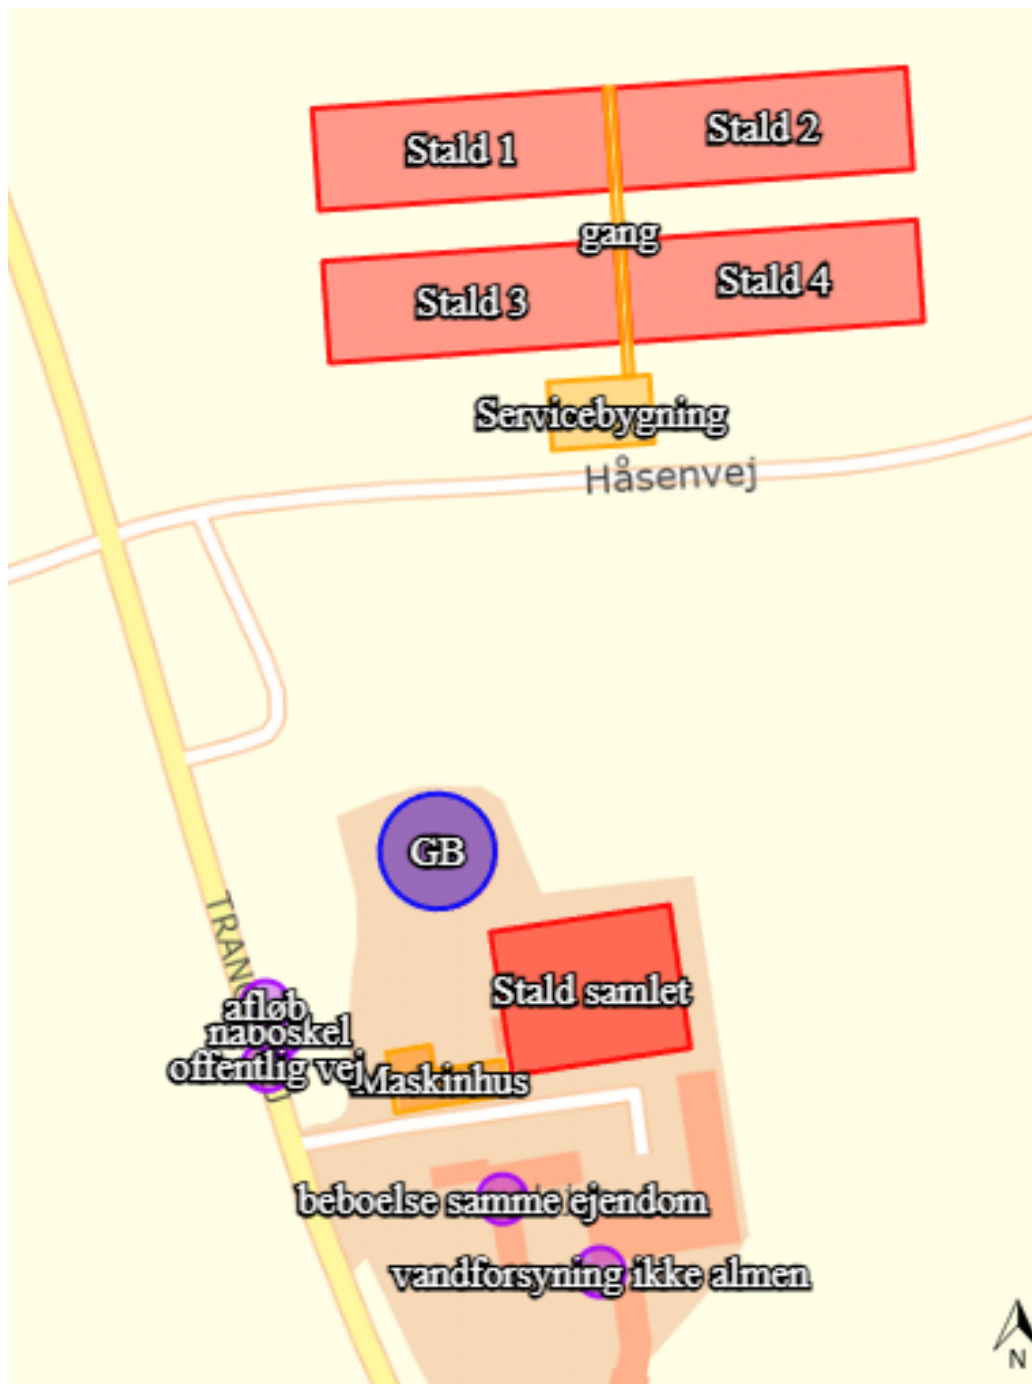 Stald 1
Stald 2
gang
Stald 3
Stald 4
Servicebygning
Håsenvej
GB
Stald samlet
afløb
naboskel
offentlig vej
Maskinhus
beboelse samme ejendom
vandforsyning ikke almen
N